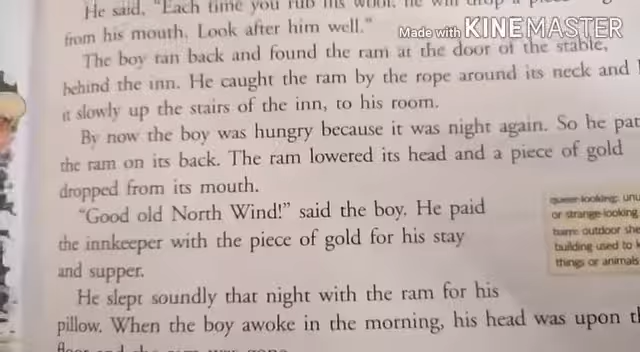 He said, "Each time you rub his wool, he will drop a
from his mouth. Look after him well."
Made with KINEMASTER
The boy ran back and found the ram at the door of the stable,
behind the inn. He caught the ram by the rope around its neck and
it slowly up the stairs of the inn, to his room.
By now the boy was hungry because it was night again. So he
the ram on its back. The ram lowered its head and a piece of gold
dropped from its mouth.
"Good old North Wind!" said the boy. He paid
the innkeeper with the piece of gold for his stay
and supper.
queer-looking:
or strange-looking
barn: outdoor
building used to
things or animals
He slept soundly that night with the ram for his
pillow. When the boy awoke in the morning, his head was upon